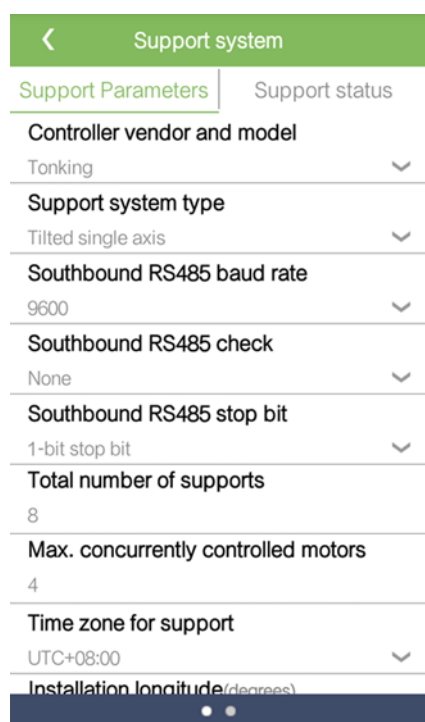 Support system
Support Parameters Support status
Controller vendor and model
Tonking
Support system type
Tilted single axis
Southbound RS485 baud rate
9600
Southbound RS485 check
None
Southbound RS485 stop bit
1-bit stop bit
Total number of supports
8
Max. concurrently controlled motors
4
Time zone for support
UTC+08:00
Installation longitude(degrees)